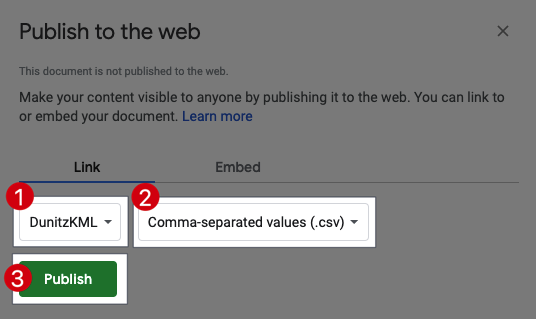 Publish to the web
This document is not published to the web.
Make your content visible to anyone by publishing it to the web. You can link to
or embed your document. Learn more
Link Embed
1 2
DunitzKML Comma-separated values (.csv)
3 Publish